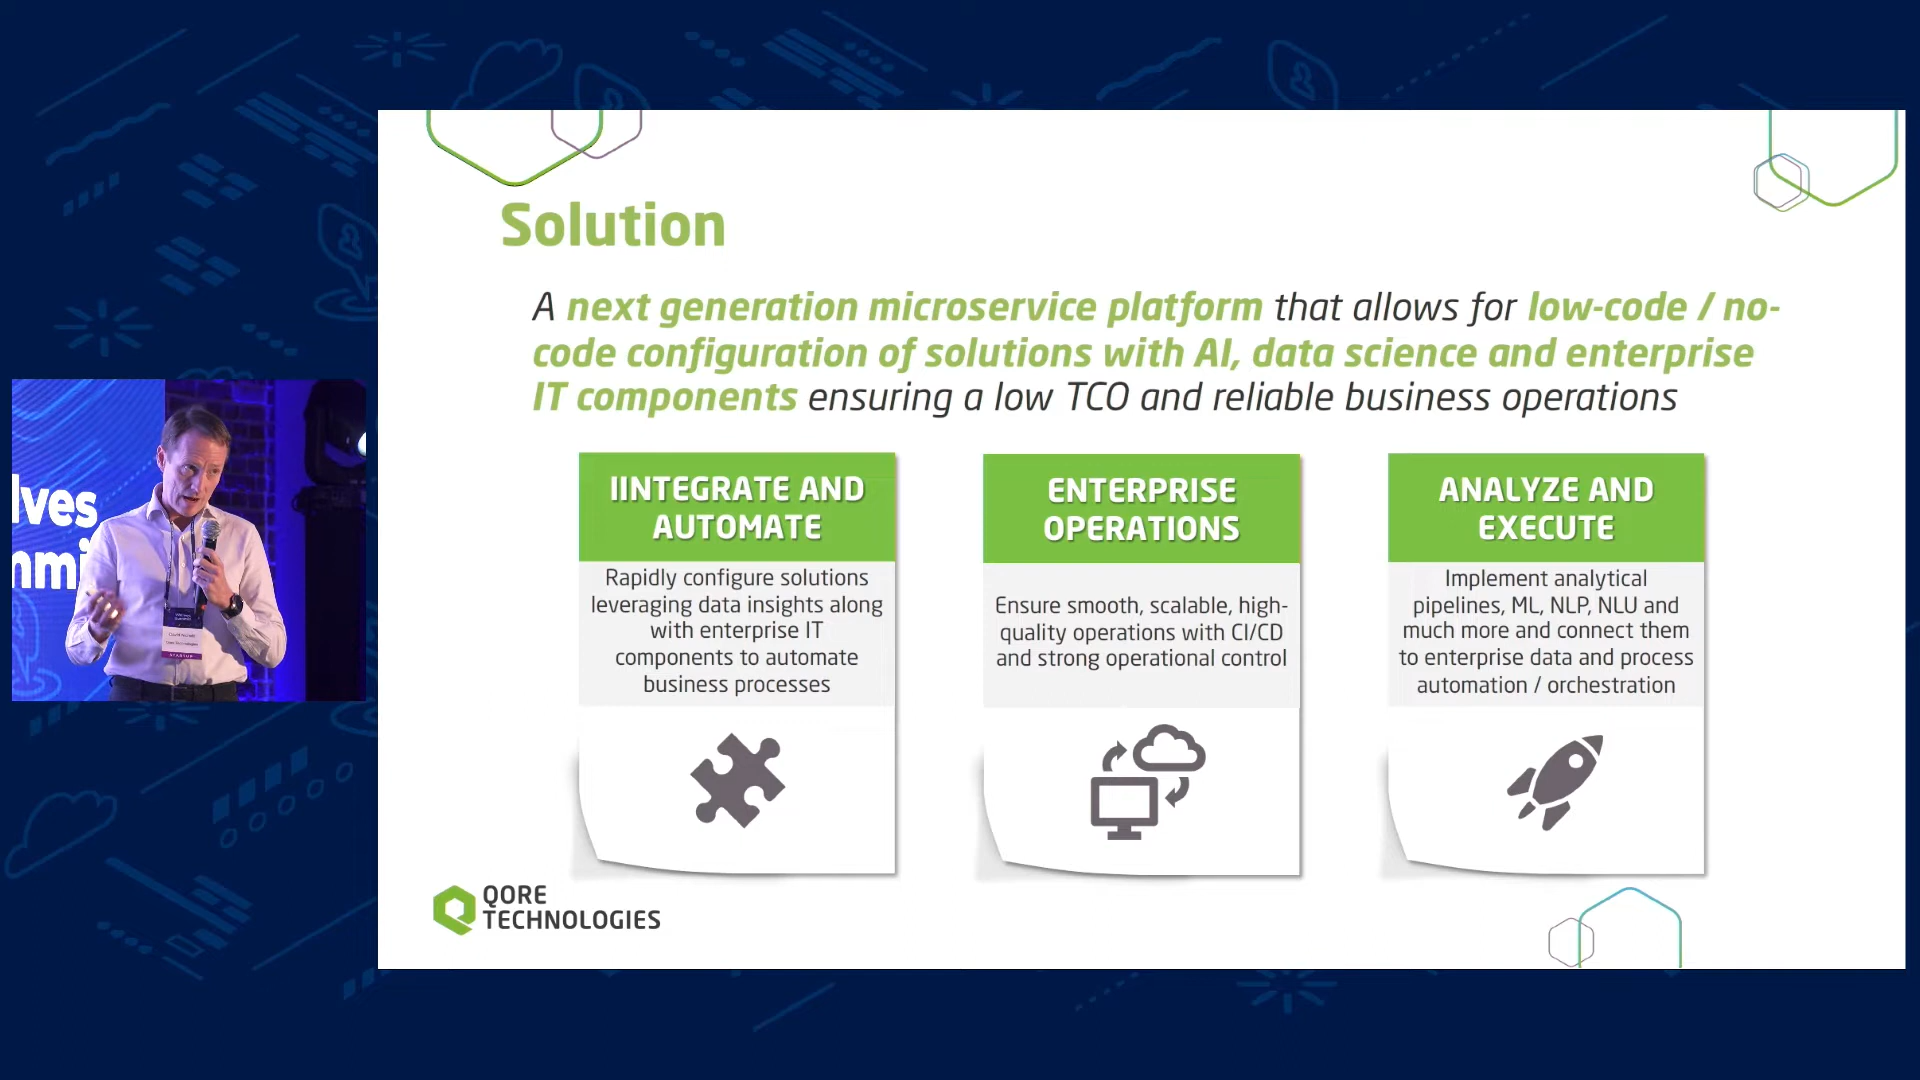 Solution
A next generation microservice platform that allows for low-code / no-
code configuration of solutions with AI, data science and enterprise
IT components ensuring a low TCO and reliable business operations
IINTEGRATE AND
AUTOMATE
Rapidly configure solutions
leveraging data insights along
with enterprise IT
components to automate
business processes
ENTERPRISE
OPERATIONS
Ensure smooth, scalable, high-
quality operations with CI/CD
and strong operational control
ANALYZE AND
EXECUTE
Implement analytical
pipelines, ML, NLP, NLU and
much more and connect them
to enterprise data and process
automation / orchestration
QORE
TECHNOLOGIES
lves
mmi
STARTUP